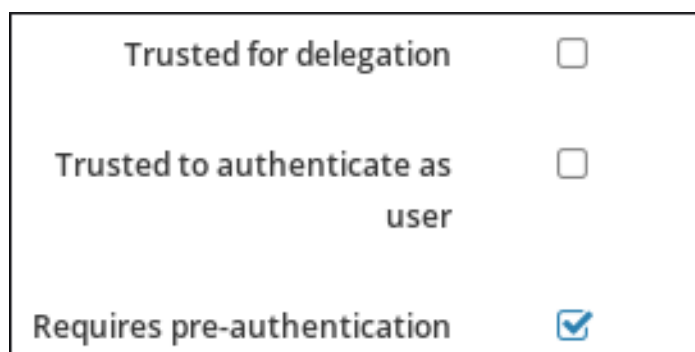 Trusted for delegation
Trusted to authenticate as
user
Requires pre-authentication